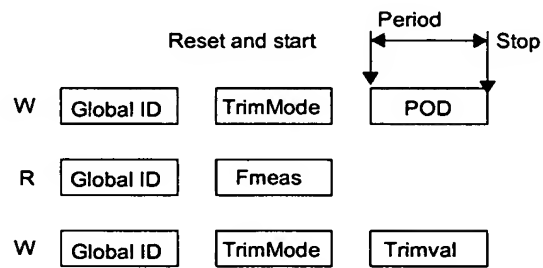 Period
Reset and start Stop
W Global ID TrimMode POD
R Global ID Fmeas
W Global ID TrimMode Trimval